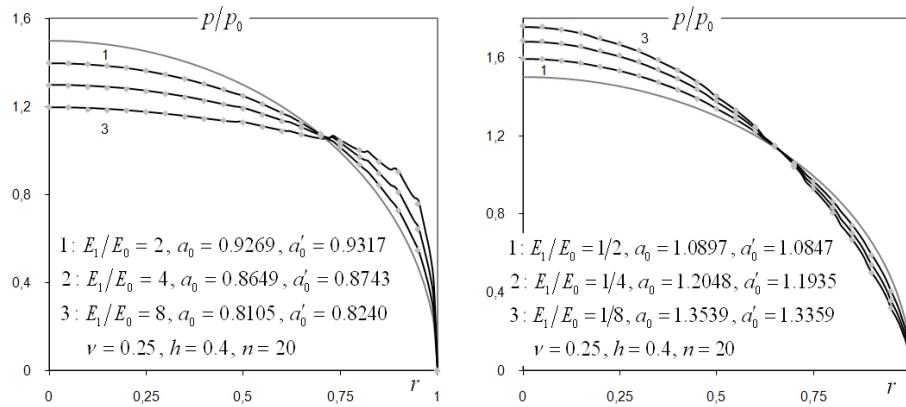 p/p₀
1,6
1,2
0,8
0,4
0
1
3
1: E₁/E₀ = 2, a₀ = 0.9269, a′₀ = 0.9317
2: E₁/E₀ = 4, a₀ = 0.8649, a′₀ = 0.8743
3: E₁/E₀ = 8, a₀ = 0.8105, a′₀ = 0.8240
ν = 0.25, h = 0.4, n = 20
0 0,25 0,5 0,75 r 1
p/p₀
1,6
1,2
0,8
0,4
0
3
1
1: E₁/E₀ = 1/2, a₀ = 1.0897, a′₀ = 1.0847
2: E₁/E₀ = 1/4, a₀ = 1.2048, a′₀ = 1.1935
3: E₁/E₀ = 1/8, a₀ = 1.3539, a′₀ = 1.3359
ν = 0.25, h = 0.4, n = 20
0 0,25 0,5 0,75 r